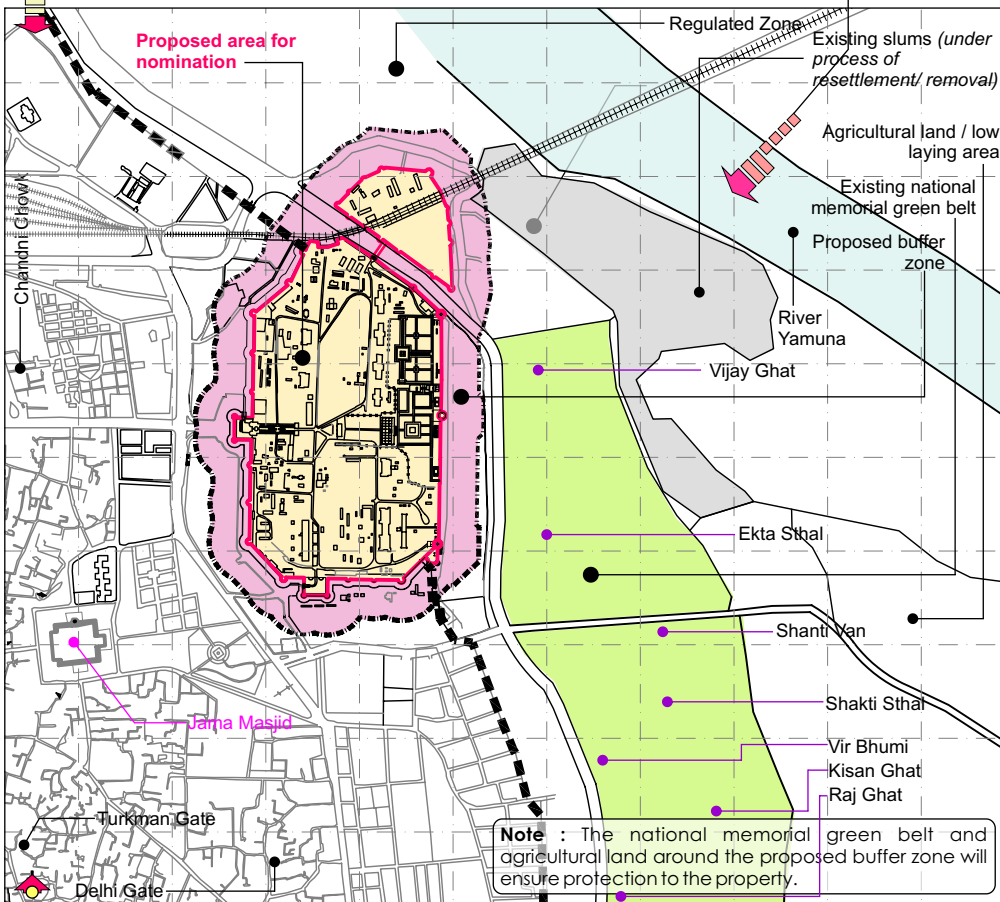 Regulated Zone
Proposed area for
nomination
Existing slums (under
process of
resettlement/ removal)
Agricultural land / low
laying area
Existing national
memorial green belt
Proposed buffer
zone
Chandni Chowk
River
Yamuna
Vijay Ghat
Ekta Sthal
Shanti Van
Shakti Sthal
Jama Masjid
Vir Bhumi
Kisan Ghat
Raj Ghat
Turkman Gate
Note : The national memorial green belt and
agricultural land around the proposed buffer zone will
ensure protection to the property.
Delhi Gate